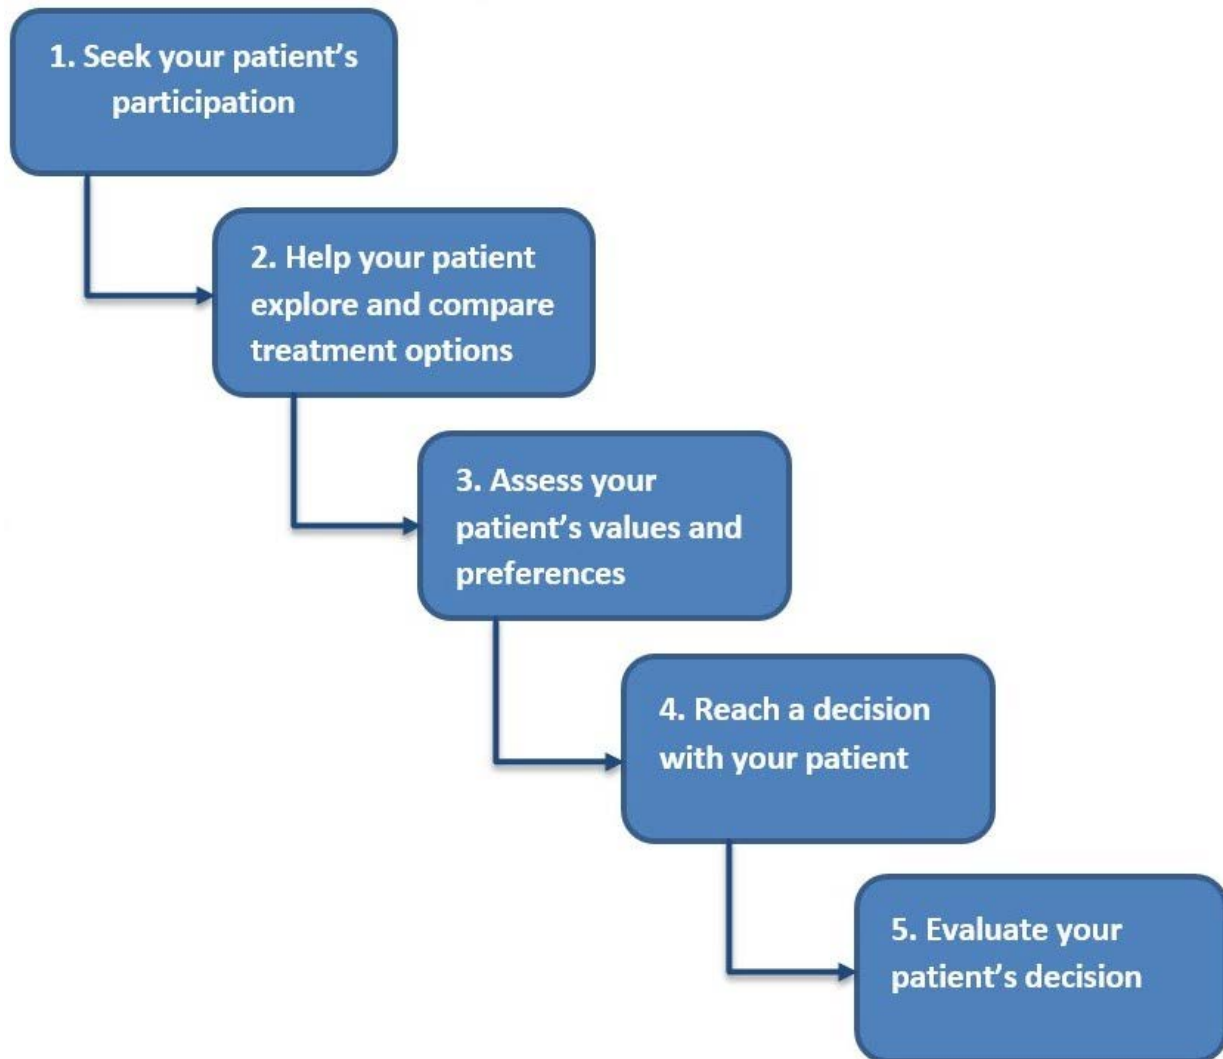 1. Seek your patient’s
participation
2. Help your patient
explore and compare
treatment options
3. Assess your
patient’s values and
preferences
4. Reach a decision
with your patient
5. Evaluate your
patient’s decision